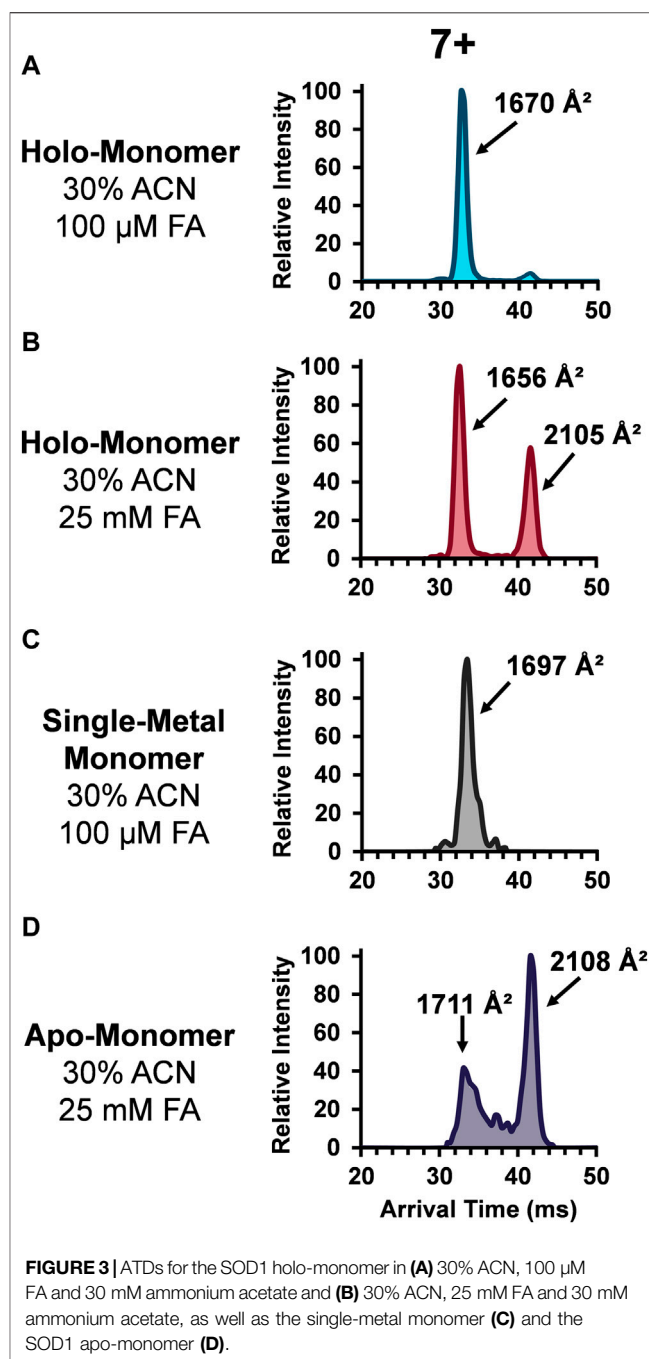 7+
A
Holo-Monomer
30% ACN
100 µM FA
Relative Intensity
100
80
60
40
20
0
1670 Å²
20 30 40 50
B
Holo-Monomer
30% ACN
25 mM FA
Relative Intensity
100
80
60
40
20
0
1656 Å²
2105 Å²
20 30 40 50
C
Single-Metal
Monomer
30% ACN
100 µM FA
Relative Intensity
100
80
60
40
20
0
1697 Å²
20 30 40 50
D
Apo-Monomer
30% ACN
25 mM FA
Relative Intensity
100
80
60
40
20
0
1711 Å²
2108 Å²
20 30 40 50
Arrival Time (ms)
FIGURE 3 | ATDs for the SOD1 holo-monomer in (A) 30% ACN, 100 µM
FA and 30 mM ammonium acetate and (B) 30% ACN, 25 mM FA and 30 mM
ammonium acetate, as well as the single-metal monomer (C) and the
SOD1 apo-monomer (D).